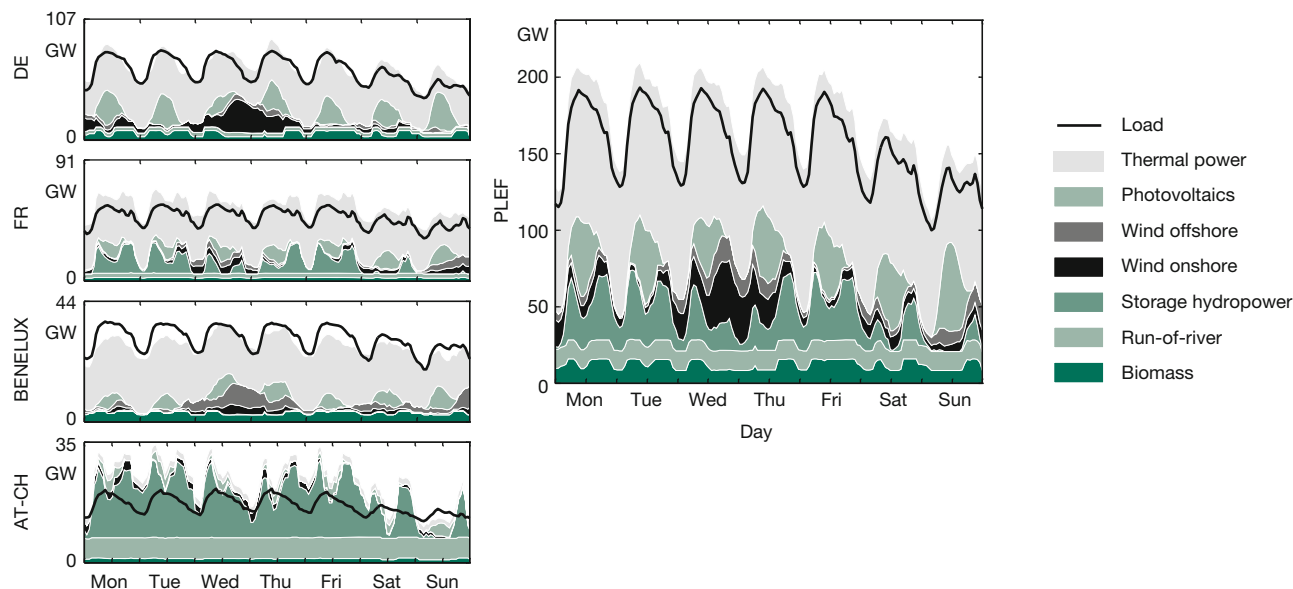 107
GW
DE
0
91
GW
FR
0
44
GW
BENELUX
0
35
GW
AT-CH
0
Mon Tue Wed Thu Fri Sat Sun
GW
200
150
PLEF
100
50
0
Mon Tue Wed Thu Fri Sat Sun
Day
Load
Thermal power
Photovoltaics
Wind offshore
Wind onshore
Storage hydropower
Run-of-river
Biomass